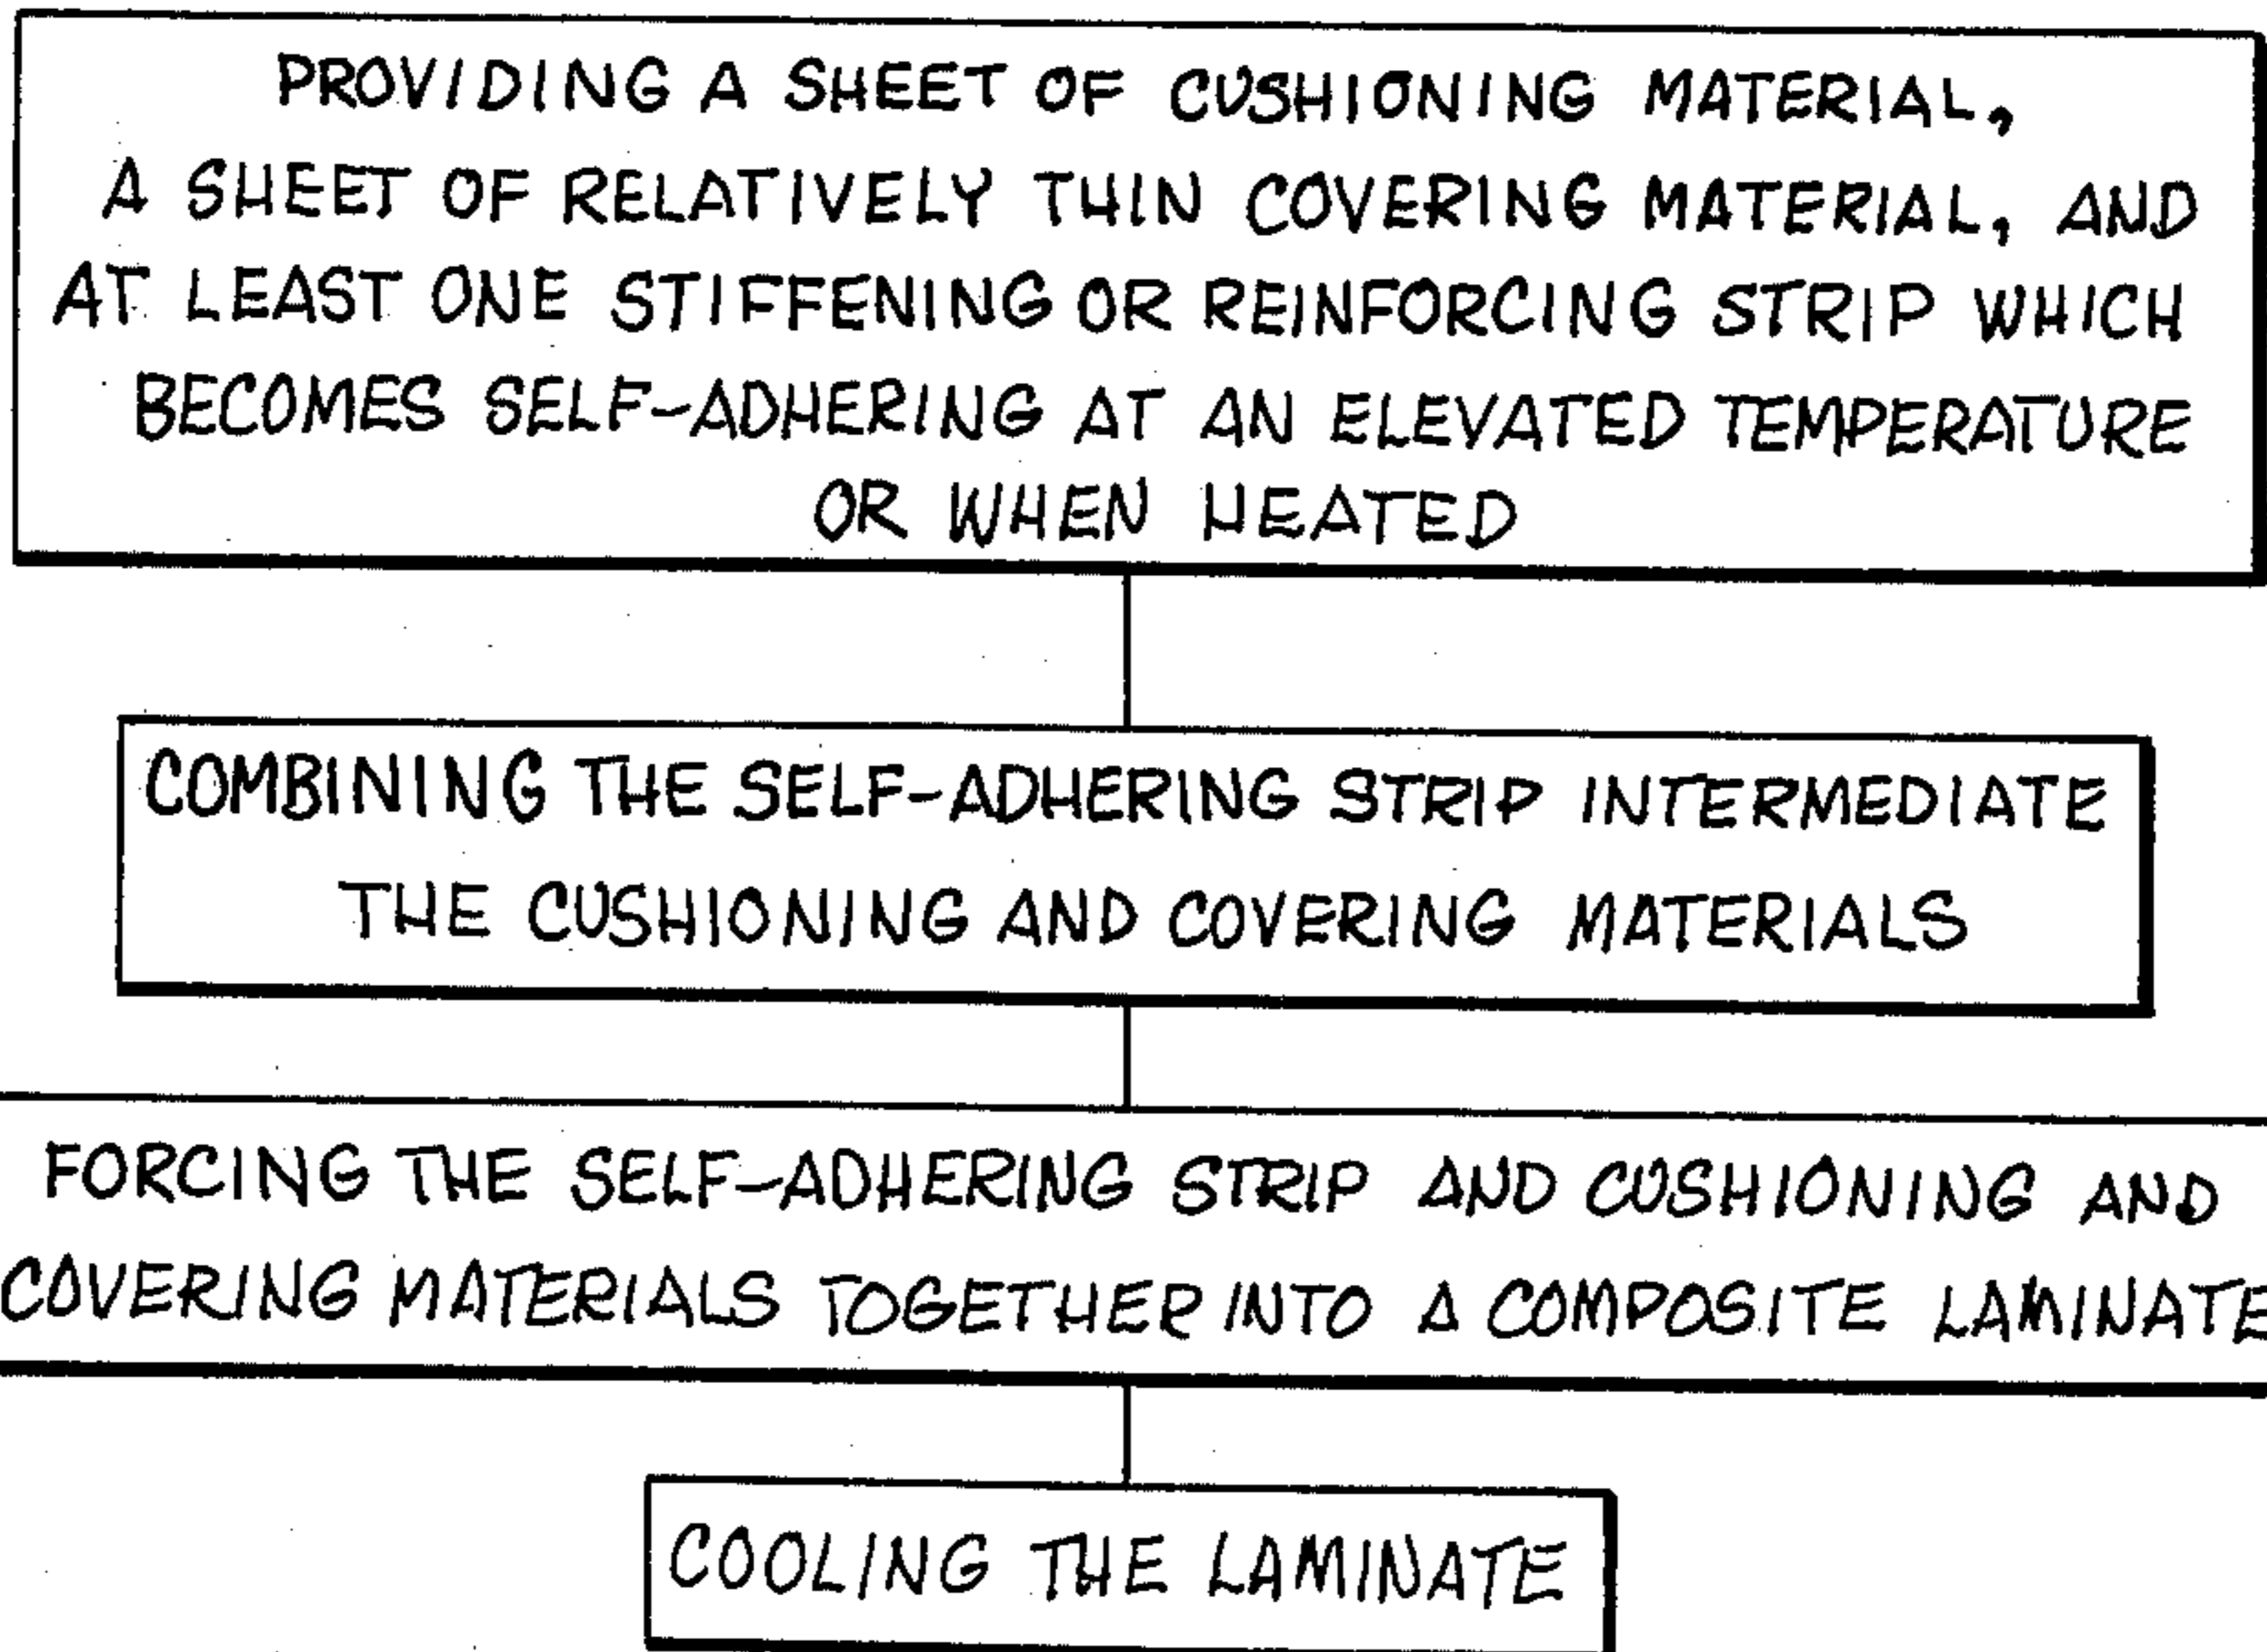 PROVIDING A SHEET OF CUSHIONING MATERIAL,
A SHEET OF RELATIVELY THIN COVERING MATERIAL, AND
AT LEAST ONE STIFFENING OR REINFORCING STRIP WHICH
BECOMES SELF-ADHERING AT AN ELEVATED TEMPERATURE
OR WHEN HEATED
COMBINING THE SELF-ADHERING STRIP INTERMEDIATE
THE CUSHIONING AND COVERING MATERIALS
FORCING THE SELF-ADHERING STRIP AND CUSHIONING AND
COVERING MATERIALS TOGETHER INTO A COMPOSITE LAMINATE
COOLING THE LAMINATE